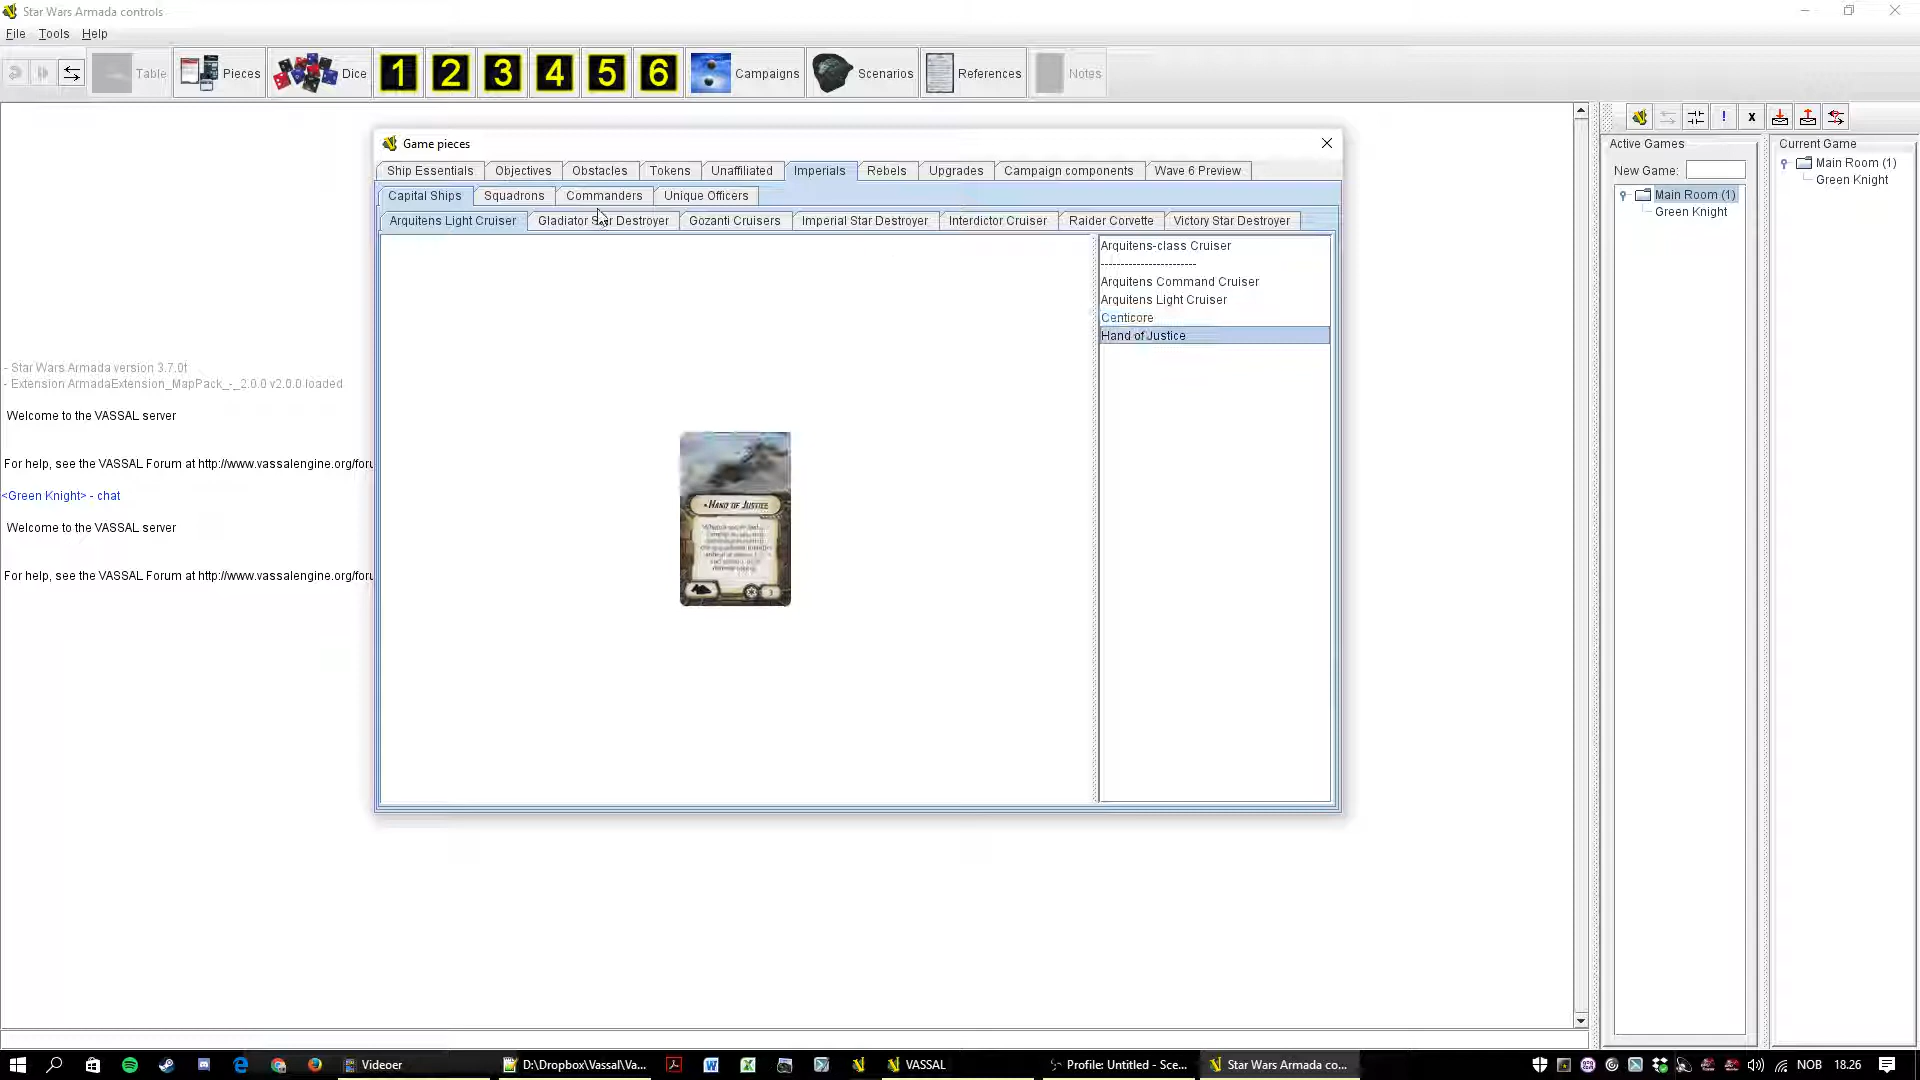 Star Wars Armada controls
File Tools Help
Table Pieces Dice 1 2 3 4 5 6 Campaigns Scenarios References Notes
Game pieces
Ship Essentials Objectives Obstacles Tokens Unaffiliated Imperials Rebels Upgrades Campaign components Wave 6 Preview
Capital Ships Squadrons Commanders Unique Officers
Arquitens Light Cruiser Gladiator Star Destroyer Gozanti Cruisers Imperial Star Destroyer Interdictor Cruiser Raider Corvette Victory Star Destroyer
Arquitens-class Cruiser
------------------------
Arquitens Command Cruiser
Arquitens Light Cruiser
Centicore
Hand of Justice
Hand of Justice
3
- Star Wars Armada version 3.7.0f
- Extension ArmadaExtension_MapPack_-_2.0.0 v2.0.0 loaded
Welcome to the VASSAL server
For help, see the VASSAL Forum at http://www.vassalengine.org/foru
<Green Knight> - chat
Welcome to the VASSAL server
For help, see the VASSAL Forum at http://www.vassalengine.org/foru
! x
Active Games
New Game:
Main Room (1)
Green Knight
Current Game
Main Room (1)
Green Knight
Videoer D:\Dropbox\Vassal\Va... VASSAL Profile: Untitled - Sce... Star Wars Armada co... NOB 18.26